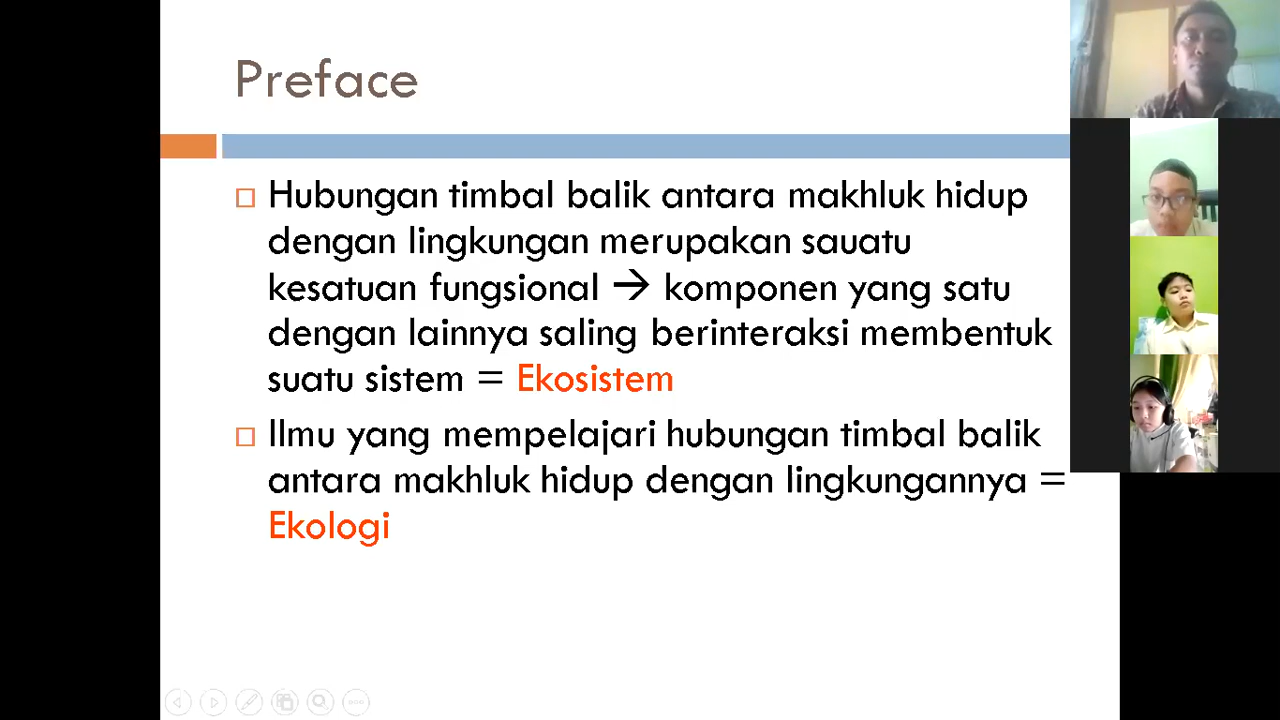 Preface
Hubungan timbal balik antara makhluk hidup
dengan lingkungan merupakan sauatu
kesatuan fungsional → komponen yang satu
dengan lainnya saling berinteraksi membentuk
suatu sistem = Ekosistem
Ilmu yang mempelajari hubungan timbal balik
antara makhluk hidup dengan lingkungannya =
Ekologi